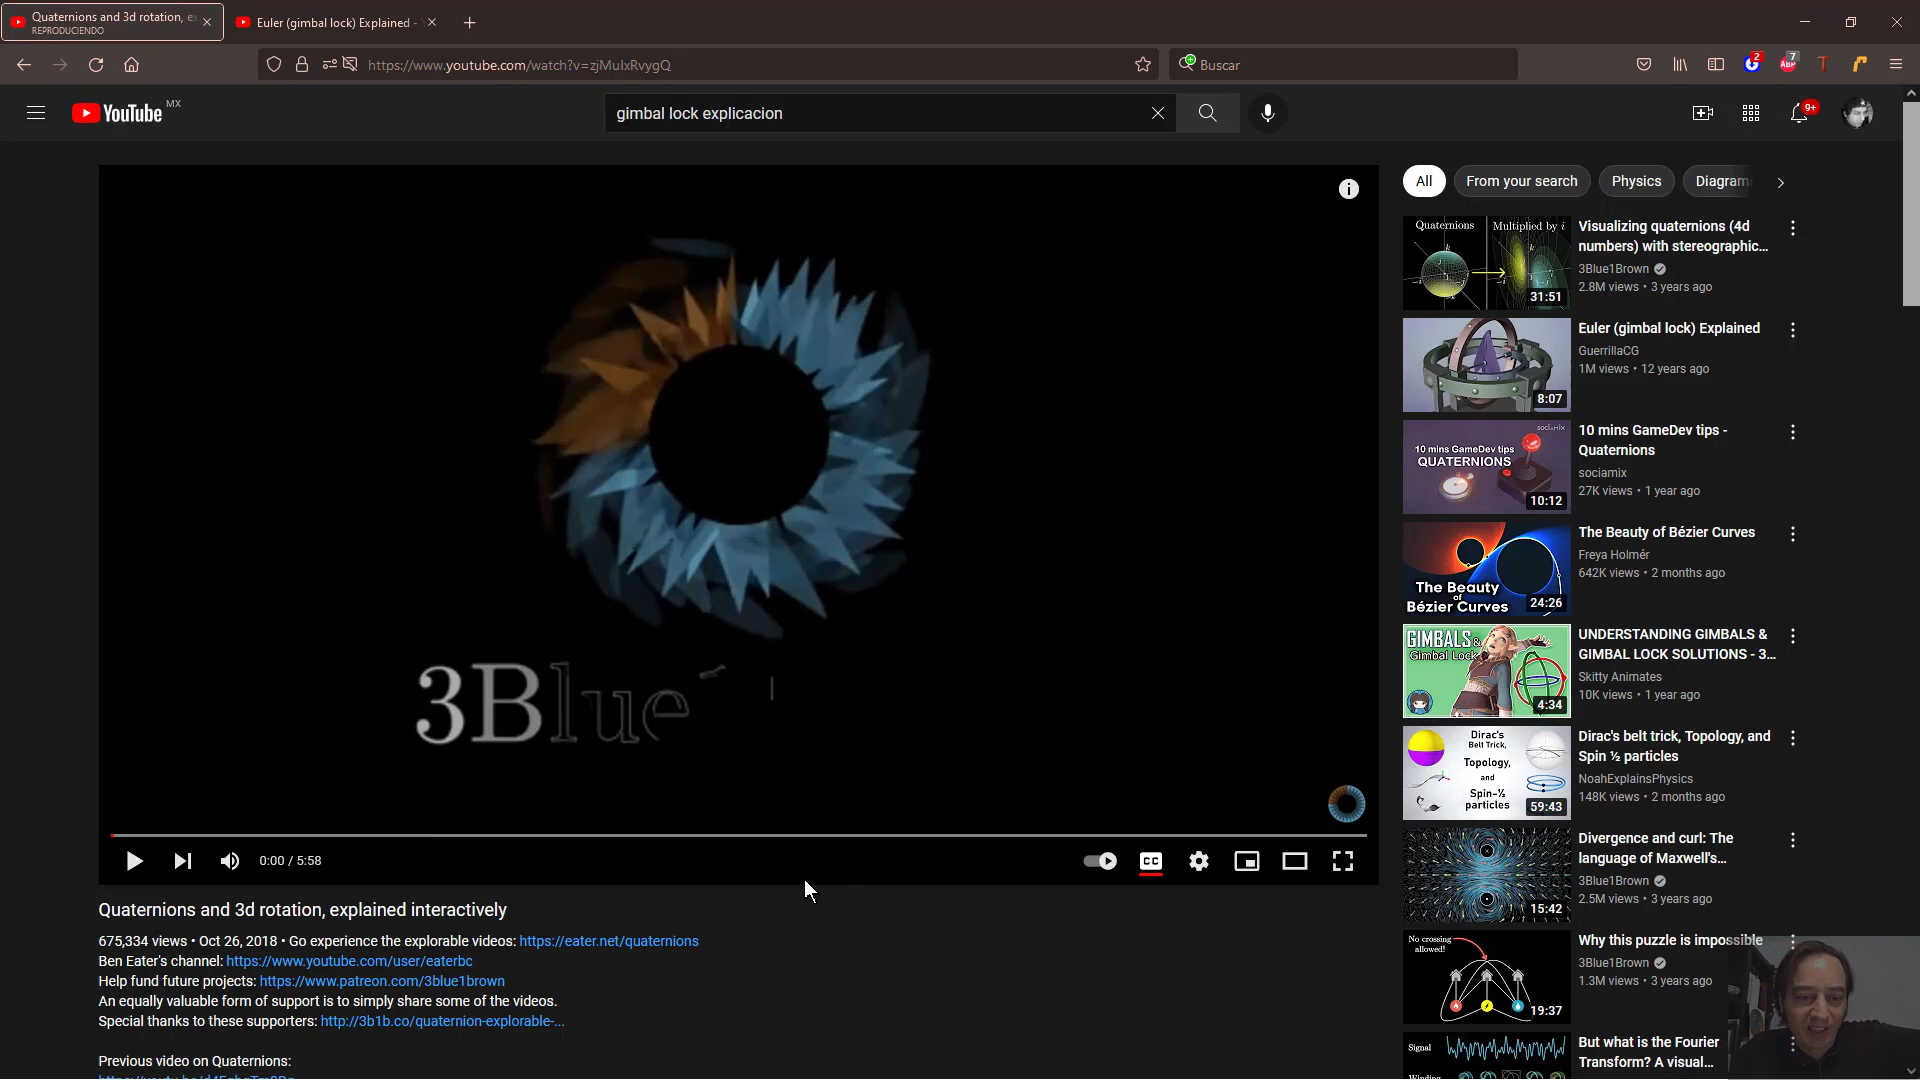 Quaternions and 3d rotation, e
REPRODUCIENDO
Euler (gimbal lock) Explained -
https://www.youtube.com/watch?v=zjMuIxRvygQ
Buscar
2
7
ABP
YouTube MX
gimbal lock explicacion
9+
3Blue1
0:00 / 5:58
CC
Quaternions and 3d rotation, explained interactively
675,334 views • Oct 26, 2018 • Go experience the explorable videos: https://eater.net/quaternions
Ben Eater's channel: https://www.youtube.com/user/eaterbc
Help fund future projects: https://www.patreon.com/3blue1brown
An equally valuable form of support is to simply share some of the videos.
Special thanks to these supporters: http://3b1b.co/quaternion-explorable-...
Previous video on Quaternions:
All
From your search
Physics
Diagram
Quaternions
Multiplied by i
31:51
Visualizing quaternions (4d
numbers) with stereographic...
3Blue1Brown
2.8M views • 3 years ago
8:07
Euler (gimbal lock) Explained
GuerrillaCG
1M views • 12 years ago
sociamix
10 mins GameDev tips
QUATERNIONS
10:12
10 mins GameDev tips -
Quaternions
sociamix
27K views • 1 year ago
The Beauty
of
Bézier Curves
24:26
The Beauty of Bézier Curves
Freya Holmér
642K views • 2 months ago
GIMBALS &
Gimbal Lock
4:34
UNDERSTANDING GIMBALS &
GIMBAL LOCK SOLUTIONS - 3...
Skitty Animates
10K views • 1 year ago
Dirac's
Belt Trick,
Topology,
and
Spin-½
particles
59:43
Dirac's belt trick, Topology, and
Spin ½ particles
NoahExplainsPhysics
148K views • 2 months ago
15:42
Divergence and curl: The
language of Maxwell's...
3Blue1Brown
2.5M views • 3 years ago
No crossing
allowed!
19:37
Why this puzzle is impossible
3Blue1Brown
1.3M views • 3 years ago
Signal
But what is the Fourier
Transform? A visual...